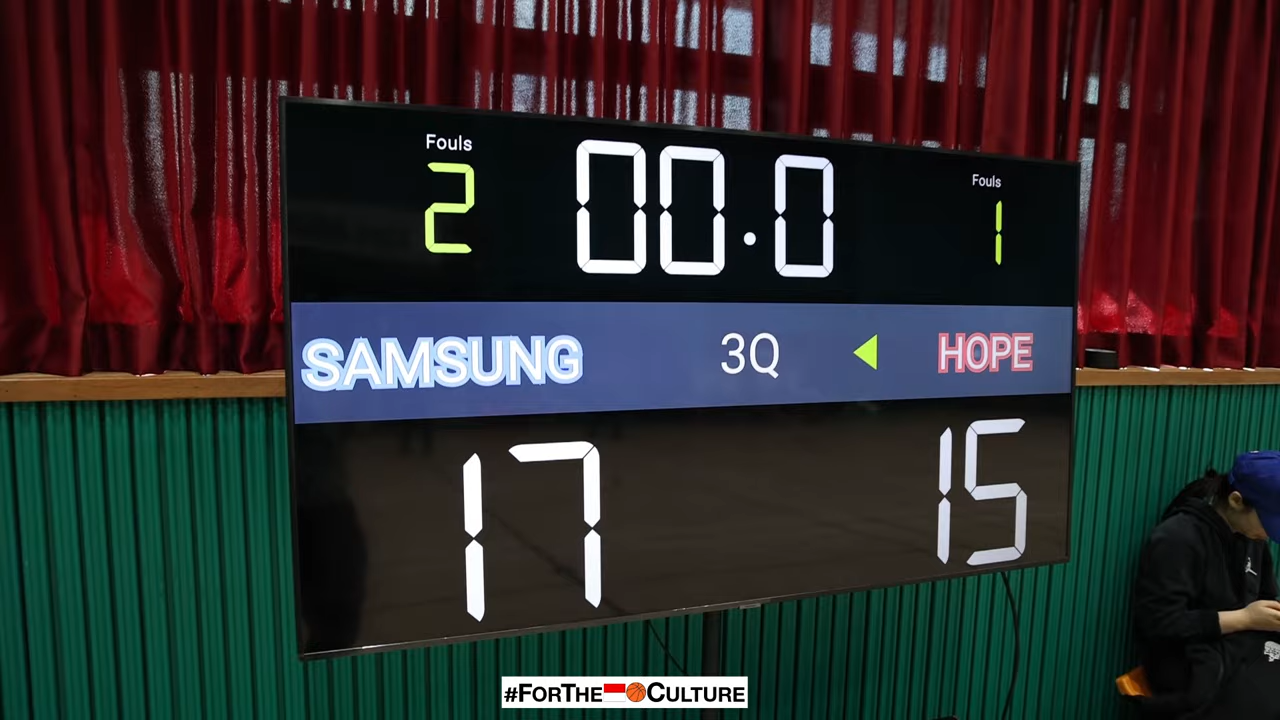 Fouls
2
00.0
Fouls
1
SAMSUNG
3Q
HOPE
17
15
#FORTHECULTURE